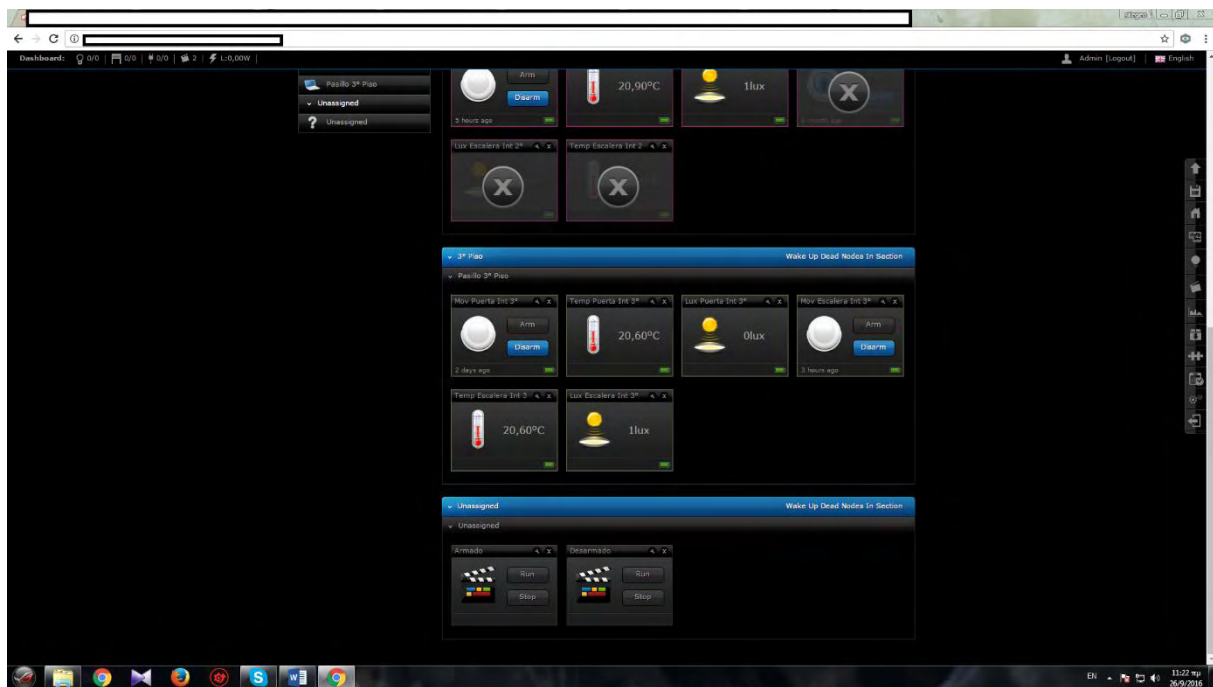 Dashboard: 0/0 | 0/0 | 0/0 | 2 | L:0,00W |
Admin [Logout] English
Pasillo 3º Piso
Unassigned
? Unassigned
Arm
Disarm
5 hours ago
20,90ºC
1lux
X
Lux Escalera Int 2º
X
Temp Escalera Int 2
X
3º Piso
Wake Up Dead Nodes In Section
Pasillo 3º Piso
Mov Puerta Int 3º
Arm
Disarm
2 days ago
Temp Puerta Int 3º
20,60ºC
Lux Puerta Int 3º
0lux
Mov Escalera Int 3º
Arm
Disarm
3 hours ago
Temp Escalera Int 3
20,60ºC
Lux Escalera Int 3º
1lux
Unassigned
Wake Up Dead Nodes In Section
Unassigned
Armado
Run
Stop
Desarmado
Run
Stop
EN
11:22 πμ
26/9/2016